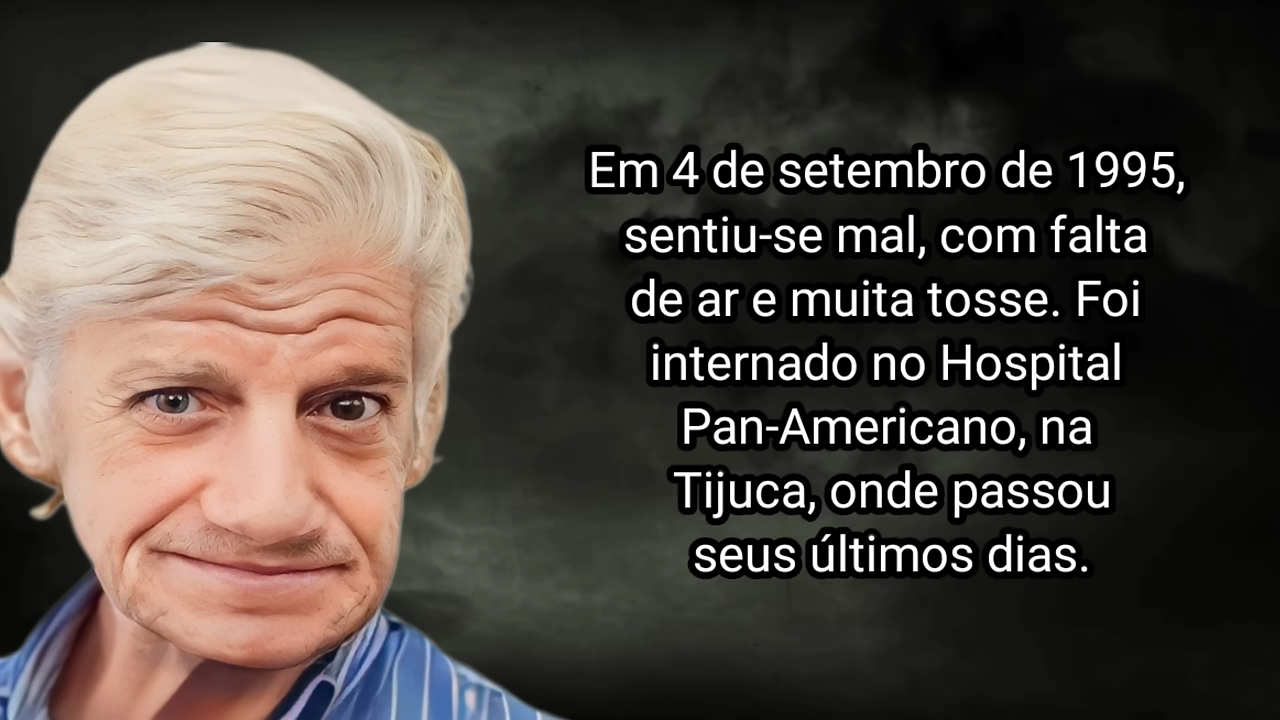 Em 4 de setembro de 1995,
sentiu-se mal, com falta
de ar e muita tosse. Foi
internado no Hospital
Pan-Americano, na
Tijuca, onde passou
seus últimos dias.